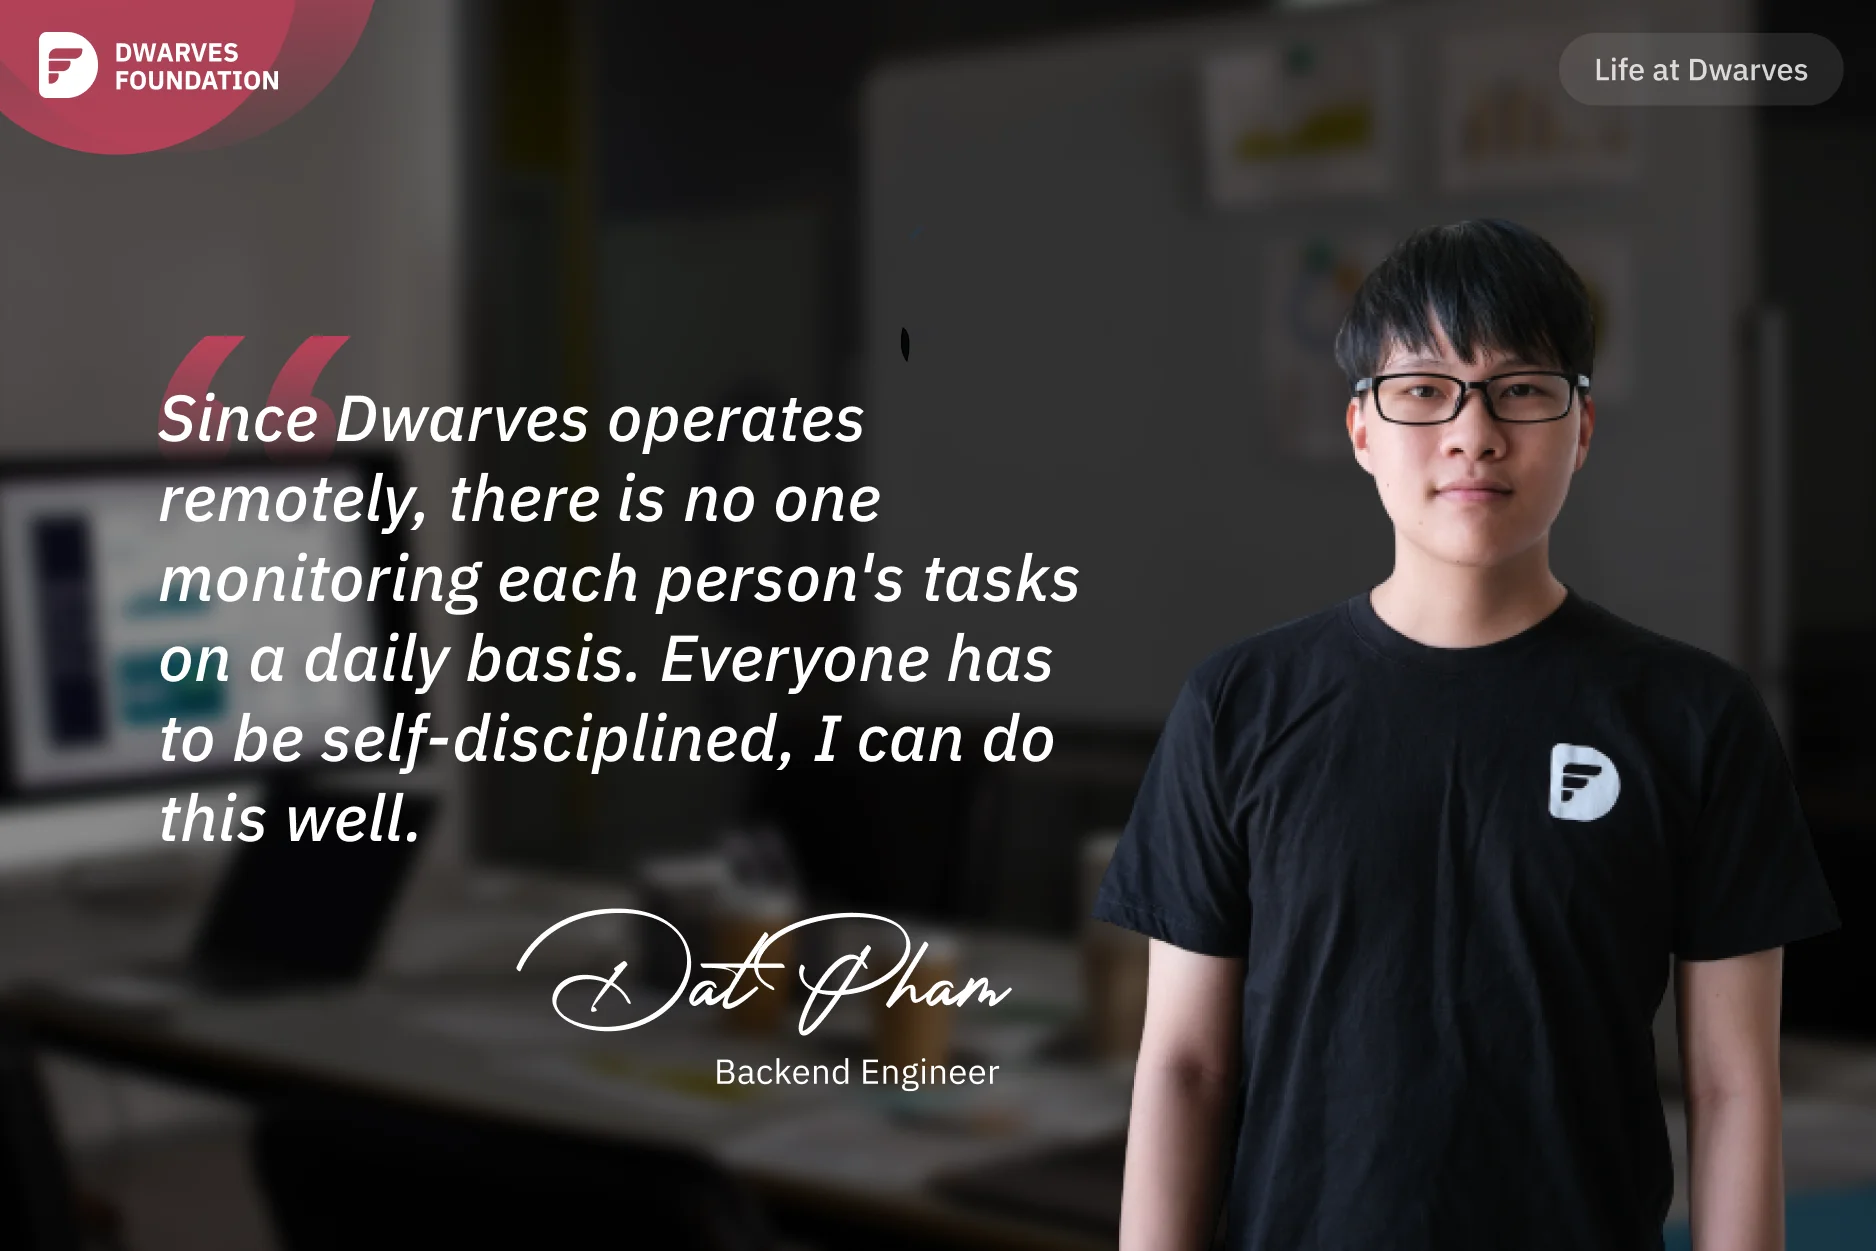 DWARVES
FOUNDATION
Life at Dwarves
Since Dwarves operates
remotely, there is no one
monitoring each person's tasks
on a daily basis. Everyone has
to be self-disciplined, I can do
this well.
Dat Pham
Backend Engineer